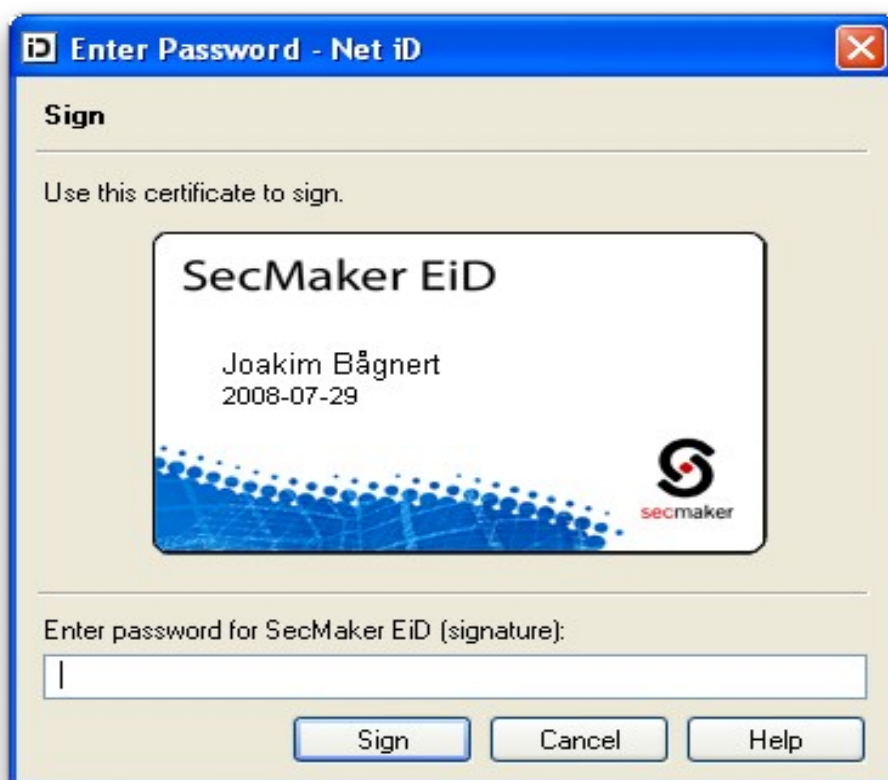 iD Enter Password - Net iD
Sign
Use this certificate to sign.
SecMaker EiD
Joakim Bågnert
2008-07-29
secmaker
Enter password for SecMaker EiD (signature):
Sign Cancel Help